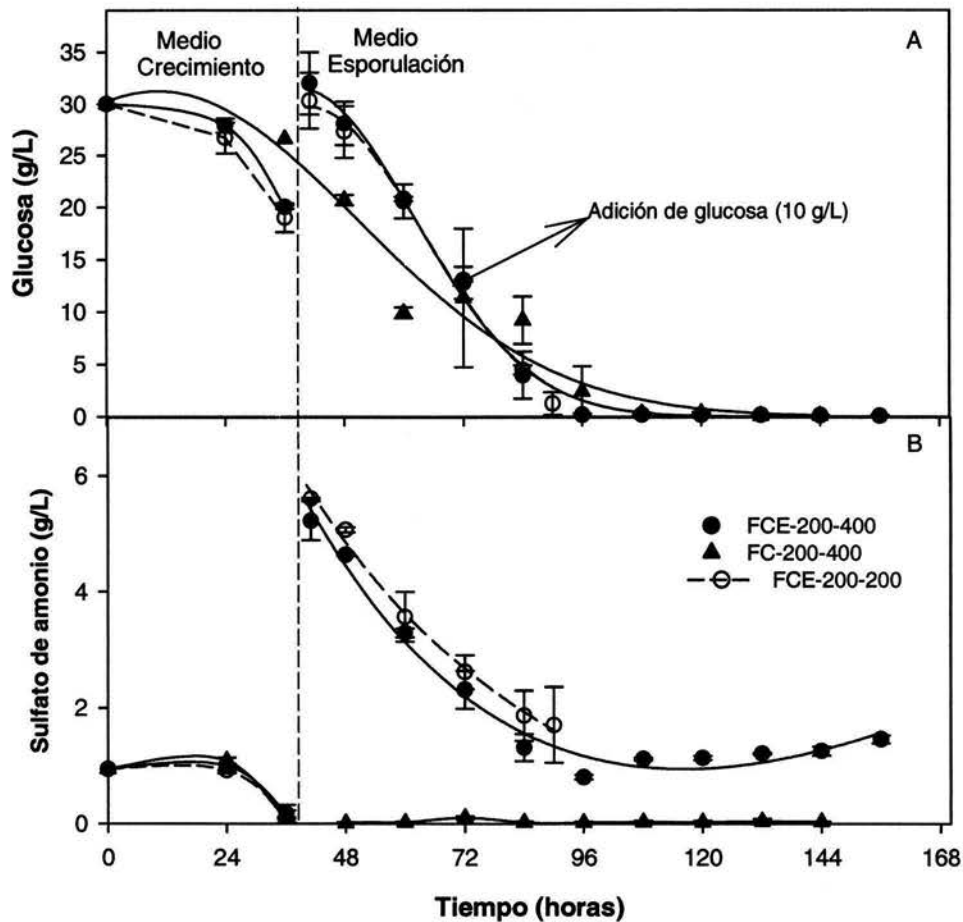 Medio
Crecimiento
Medio
Esporulación
A
35
30
25
20
15
10
5
0
Glucosa (g/L)
Adición de glucosa (10 g/L)
B
6
4
2
0
Sulfato de amonio (g/L)
FCE-200-400
FC-200-400
FCE-200-200
0 24 48 72 96 120 144 168
Tiempo (horas)